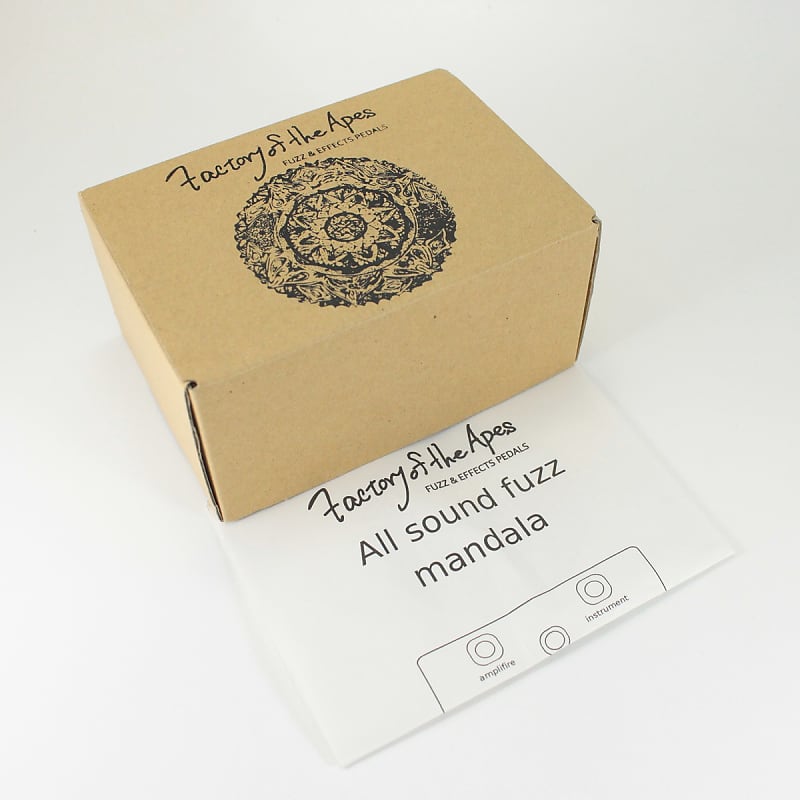 Factory of the Apes
FUZZ & EFFECTS PEDALS
Factory of the Apes
FUZZ & EFFECTS PEDALS
All sound fuzz
mandala
instrument
amplifire